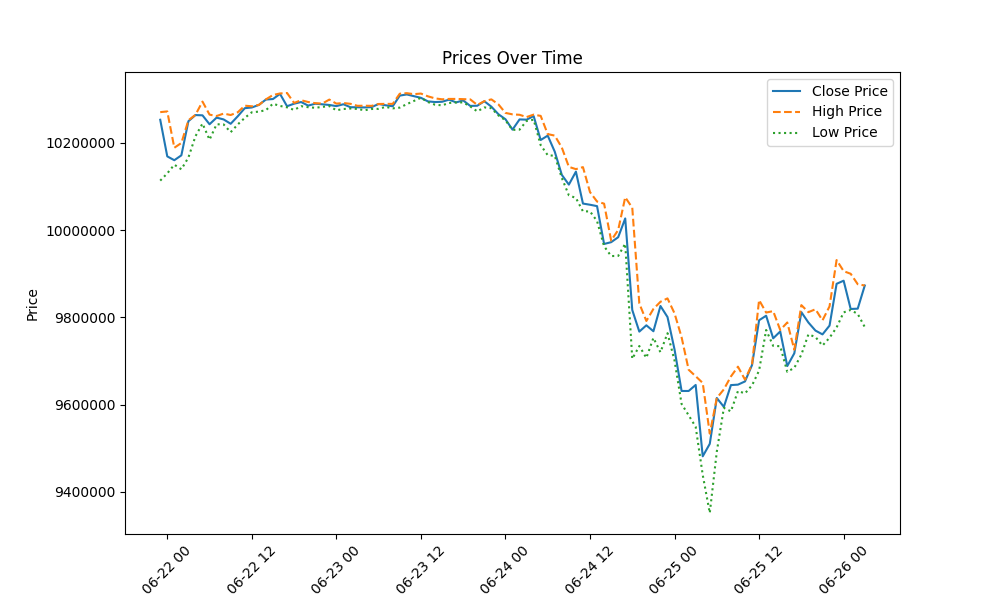 Prices Over Time
Close Price
High Price
Low Price
Price
10200000
10000000
9800000
9600000
9400000
06-22 00
06-22 12
06-23 00
06-23 12
06-24 00
06-24 12
06-25 00
06-25 12
06-26 00